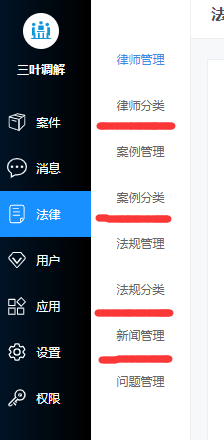 三叶调解
案件
消息
法律
用户
应用
设置
权限
律师管理
律师分类
案例管理
案例分类
法规管理
法规分类
新闻管理
问题管理